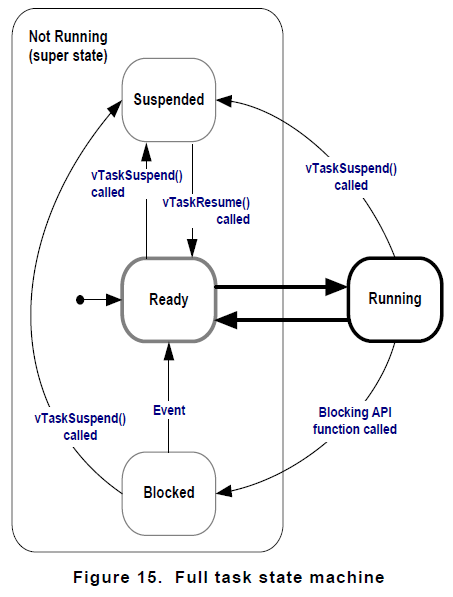 Not Running
(super state)
Suspended
vTaskSuspend()
called
vTaskResume()
called
vTaskSuspend()
called
Ready
Running
Event
vTaskSuspend()
called
Blocking API
function called
Blocked
Figure 15. Full task state machine